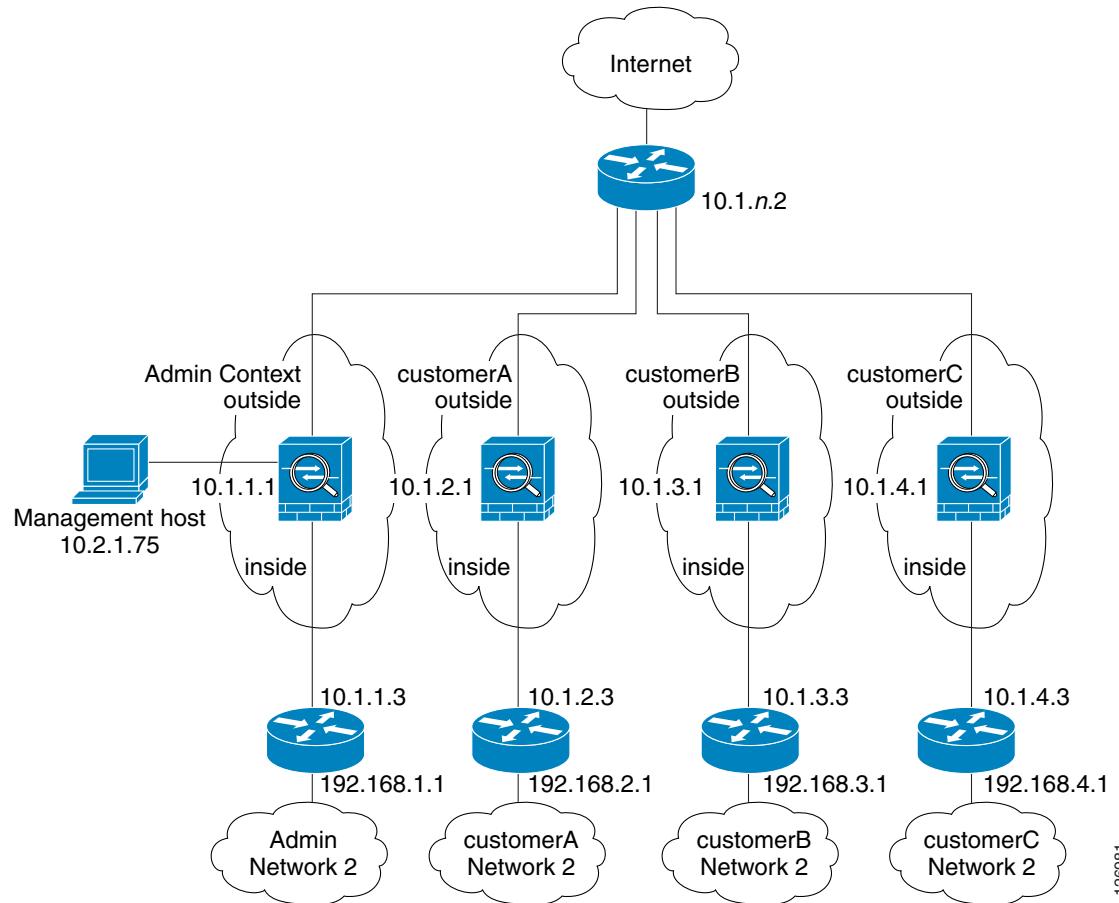 Internet
10.1.n.2
Admin Context
outside
customerA
outside
customerB
outside
customerC
outside
10.1.1.1
10.1.2.1
10.1.3.1
10.1.4.1
Management host
10.2.1.75
inside
inside
inside
inside
10.1.1.3
10.1.2.3
10.1.3.3
10.1.4.3
192.168.1.1
192.168.2.1
192.168.3.1
192.168.4.1
Admin
Network 2
customerA
Network 2
customerB
Network 2
customerC
Network 2
126981